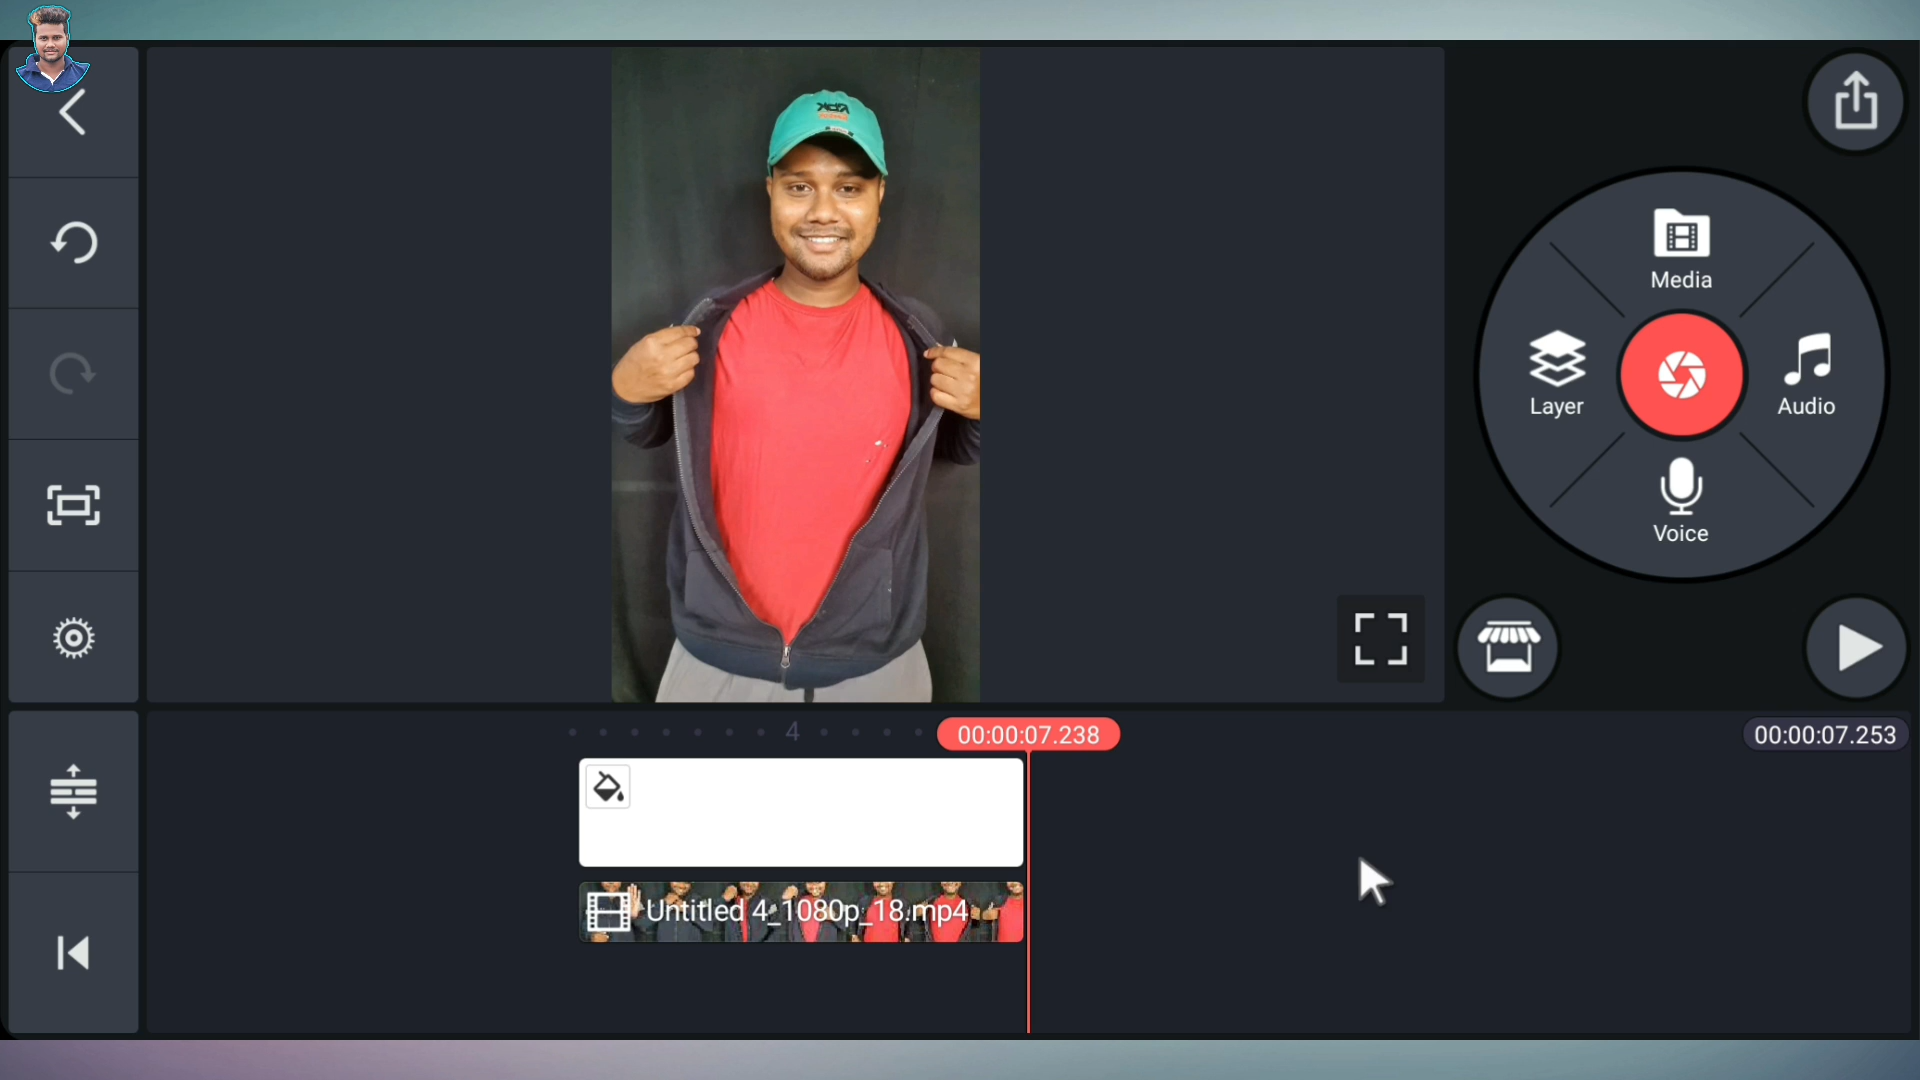 Media
Layer
Audio
Voice
4
00:00:07.238
00:00:07.253
Untitled 4_1080p_18.mp4